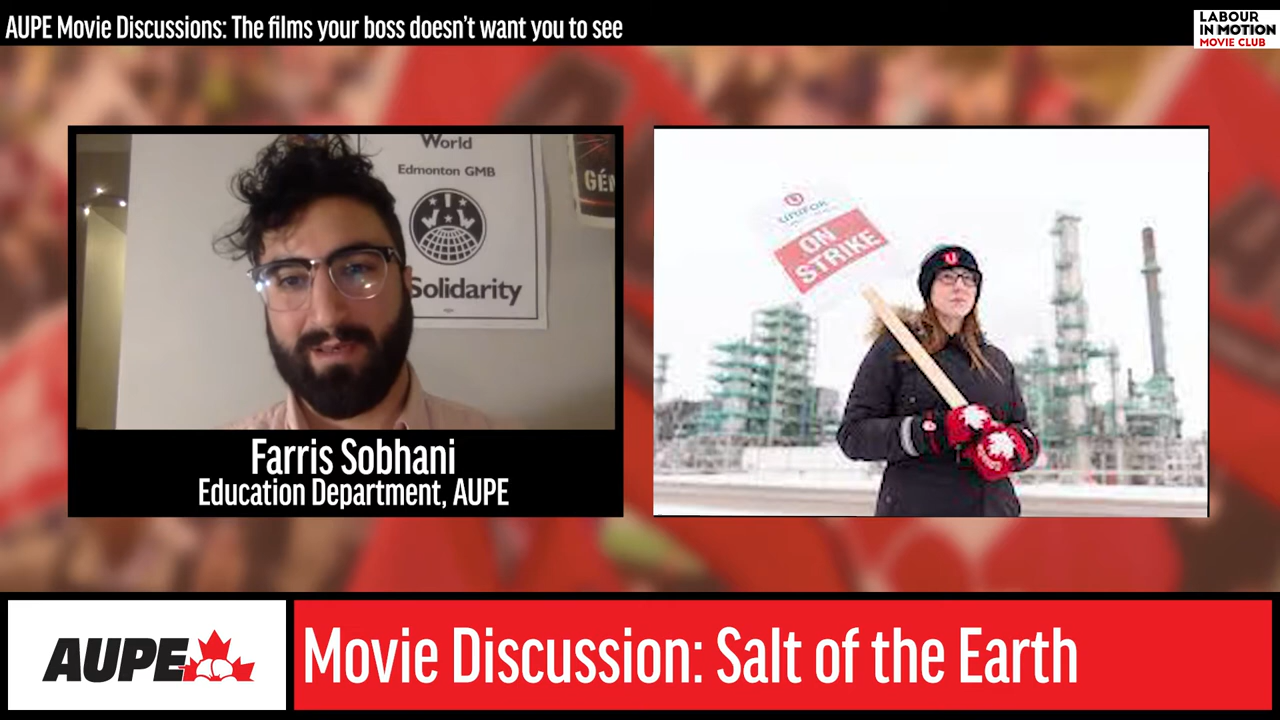 AUPE Movie Discussions: The films your boss doesn't want you to see
LABOUR
IN MOTION
MOVIE CLUB
World
Edmonton GMB
Solidarity
GÉN
UNIFOR
ON
STRIKE
U
Farris Sobhani
Education Department, AUPE
AUPE
Movie Discussion: Salt of the Earth